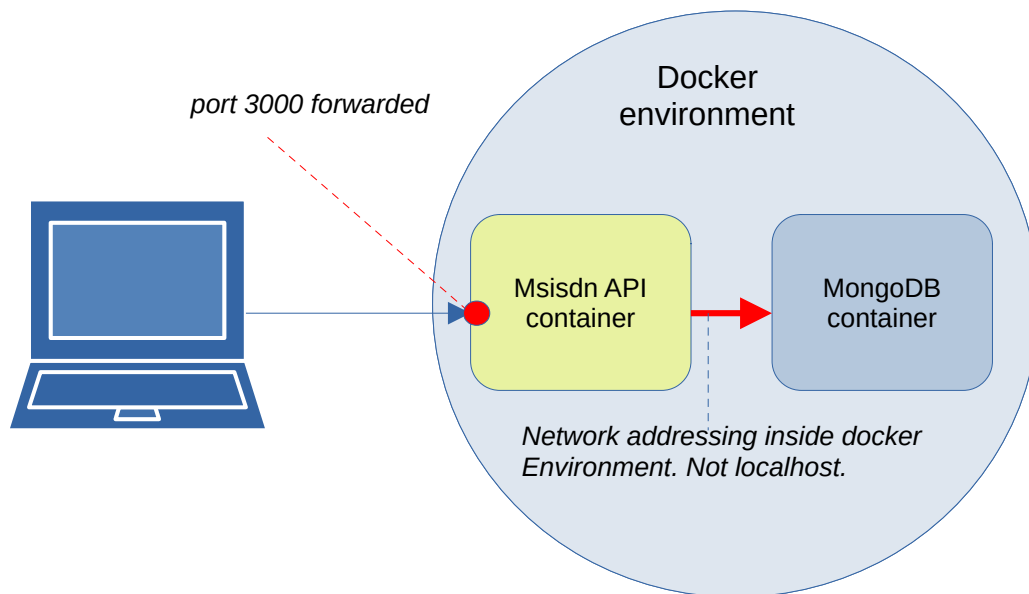 Docker
environment
port 3000 forwarded
Msisdn API
container
MongoDB
container
Network addressing inside docker
Environment. Not localhost.